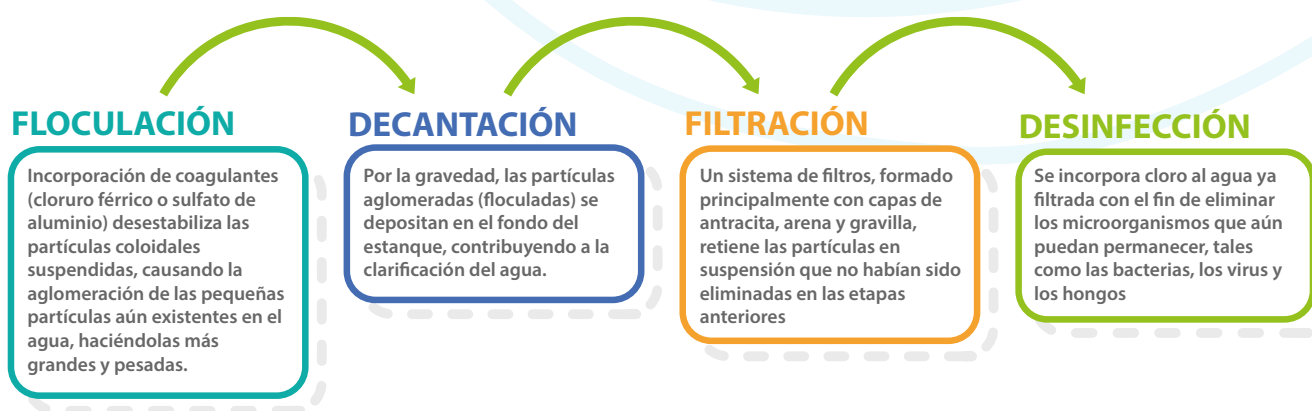 FLOCULACIÓN
Incorporación de coagulantes
(cloruro férrico o sulfato de
aluminio) desestabiliza las
partículas coloidales
suspendidas, causando la
aglomeración de las pequeñas
partículas aún existentes en el
agua, haciéndolas más
grandes y pesadas.
DECANTACIÓN
Por la gravedad, las partículas
aglomeradas (floculadas) se
depositan en el fondo del
estanque, contribuyendo a la
clarificación del agua.
FILTRACIÓN
Un sistema de filtros, formado
principalmente con capas de
antracita, arena y gravilla,
retiene las partículas en
suspensión que no habían sido
eliminadas en las etapas
anteriores
DESINFECCIÓN
Se incorpora cloro al agua ya
filtrada con el fin de eliminar
los microorganismos que aún
puedan permanecer, tales
como las bacterias, los virus y
los hongos